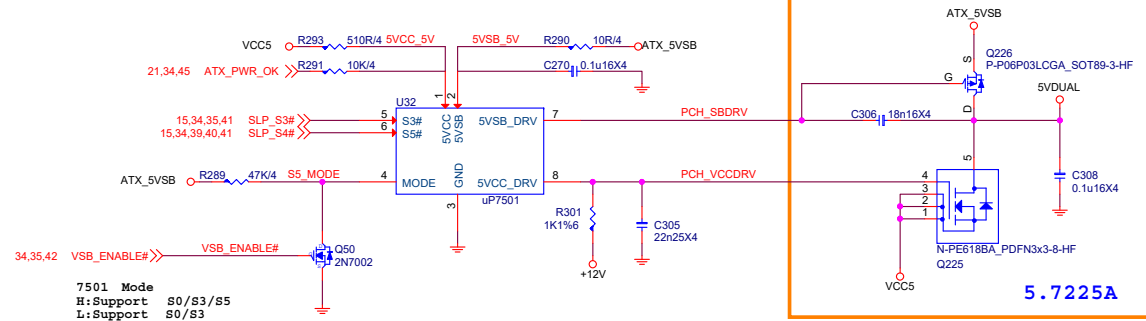 ATX_5VSB
VCC5 R293 510R/4 5VCC_5V 5VSB_5V R290 10R/4 ATX_5VSB
Q226
P-P06P03LCGA_SOT89-3-HF
21,34,45 ATX_PWR_OK R291 10K/4 C270 0.1u16X4
S
G
D
5VDUAL
1 2
U32
15,34,35,41 SLP_S3# 5 S3# 5VCC 5VSB 5VSB_DRV 7 PCH_SBDRV C306 18n16X4
15,34,39,40,41 SLP_S4# 6 S5#
5
ATX_5VSB R289 47K/4 S5_MODE 4 MODE GND 5VCC_DRV 8 PCH_VCCDRV 4
3
2
1
C308
0.1u16X4
uP7501
3
R301
1K1%6
C305
22n25X4
+12V
34,35,42 VSB_ENABLE# VSB_ENABLE# Q50
2N7002
N-PE618BA_PDFN3x3-8-HF
Q225
VCC5
7501 Mode
H:Support S0/S3/S5
L:Support S0/S3
5.7225A